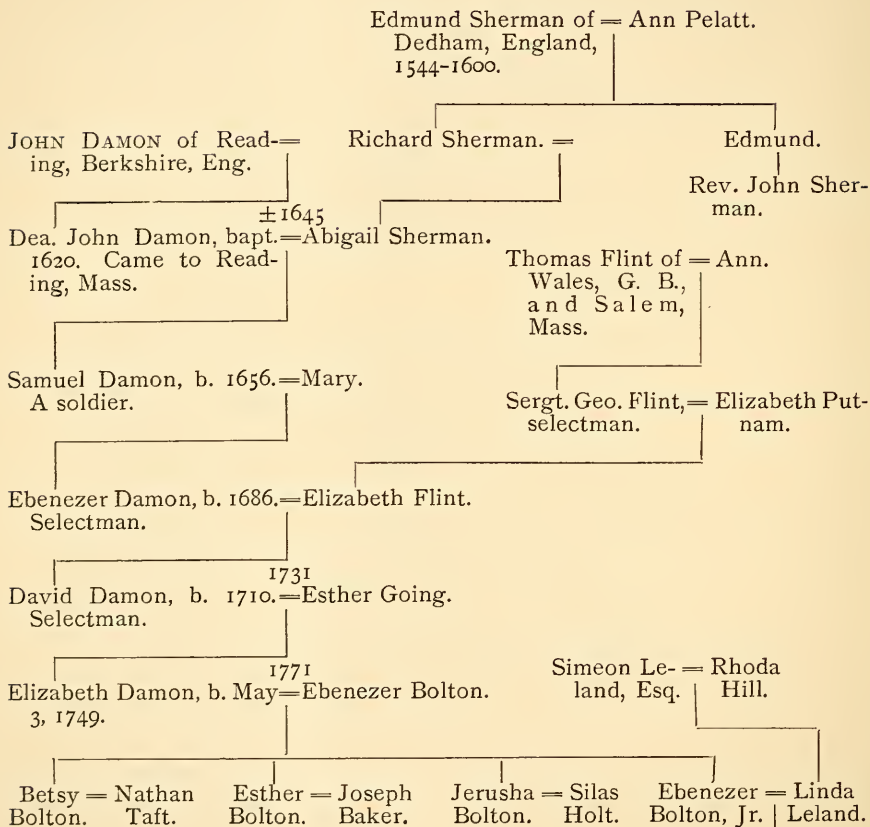 Edmund Sherman of = Ann Pelatt.
Dedham, England,
1544-1600.
JOHN DAMON of Read-=
ing, Berkshire, Eng.
Richard Sherman. =
Edmund.
Rev. John Sher-
man.
±1645
Dea. John Damon, bapt.=Abigail Sherman.
1620. Came to Read-
ing, Mass.
Thomas Flint of = Ann.
Wales, G. B.,
and Salem,
Mass.
Samuel Damon, b. 1656.=Mary.
A soldier.
Sergt. Geo. Flint,= Elizabeth Put-
selectman. nam.
Ebenezer Damon, b. 1686.=Elizabeth Flint.
Selectman.
1731
David Damon, b. 1710.=Esther Going.
Selectman.
1771
Elizabeth Damon, b. May=Ebenezer Bolton.
3, 1749.
Simeon Le- = Rhoda
land, Esq. Hill.
Betsy = Nathan Esther = Joseph Jerusha = Silas Ebenezer = Linda
Bolton. Taft. Bolton. Baker. Bolton. Holt. Bolton, Jr. Leland.